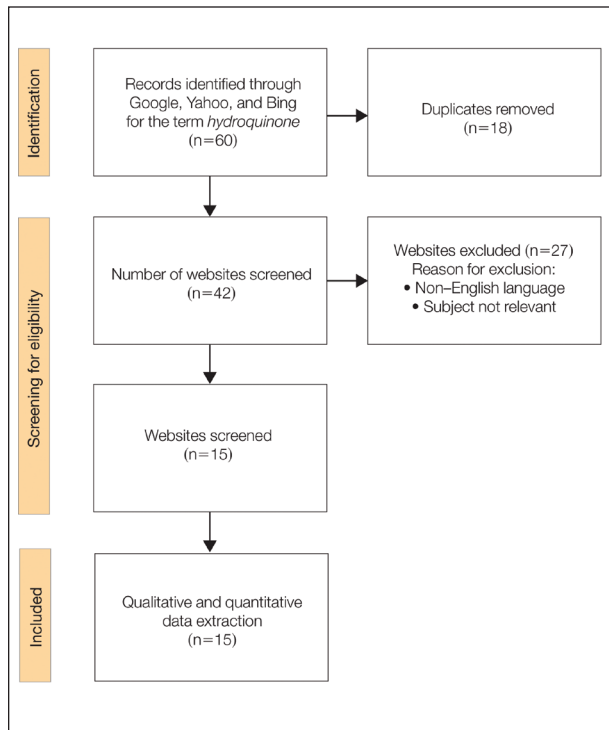 Identification
Records identified through
Google, Yahoo, and Bing
for the term hydroquinone
(n=60)
Duplicates removed
(n=18)
Screening for eligibility
Number of websites screened
(n=42)
Websites excluded (n=27)
Reason for exclusion:
• Non–English language
• Subject not relevant
Websites screened
(n=15)
Included
Qualitative and quantitative
data extraction
(n=15)